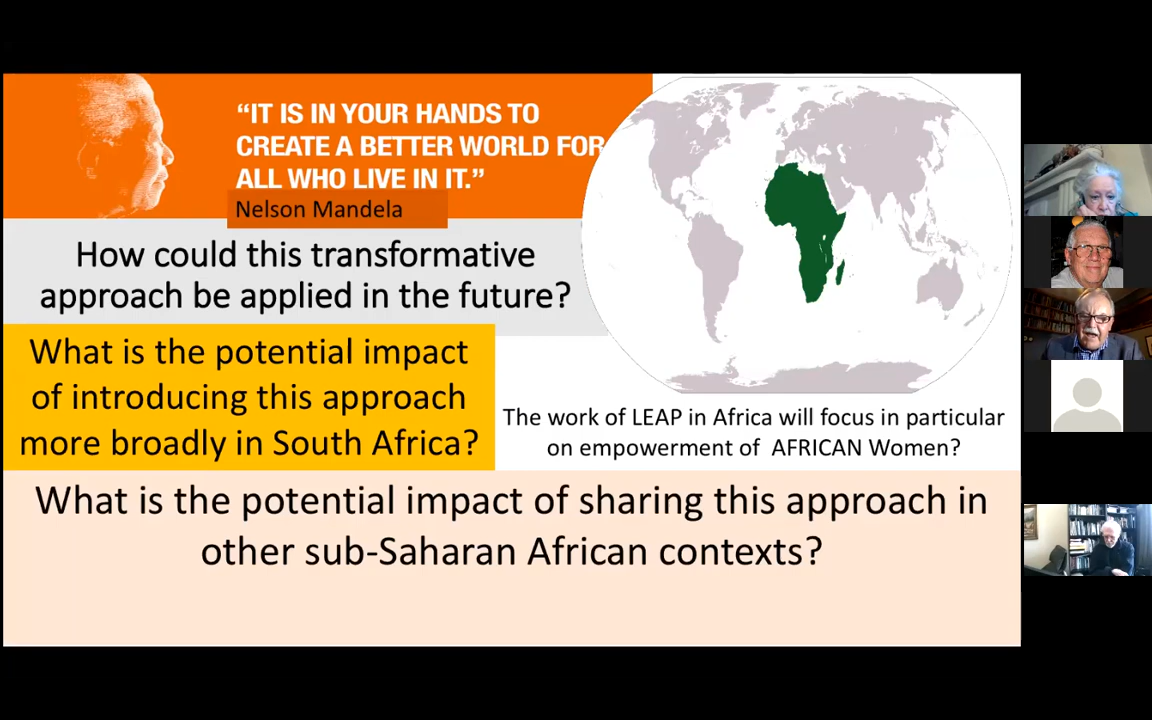 “IT IS IN YOUR HANDS TO
CREATE A BETTER WORLD FOR
ALL WHO LIVE IN IT.”
Nelson Mandela
How could this transformative
approach be applied in the future?
What is the potential impact
of introducing this approach
more broadly in South Africa?
The work of LEAP in Africa will focus in particular
on empowerment of  AFRICAN Women?
What is the potential impact of sharing this approach in
other sub-Saharan African contexts?